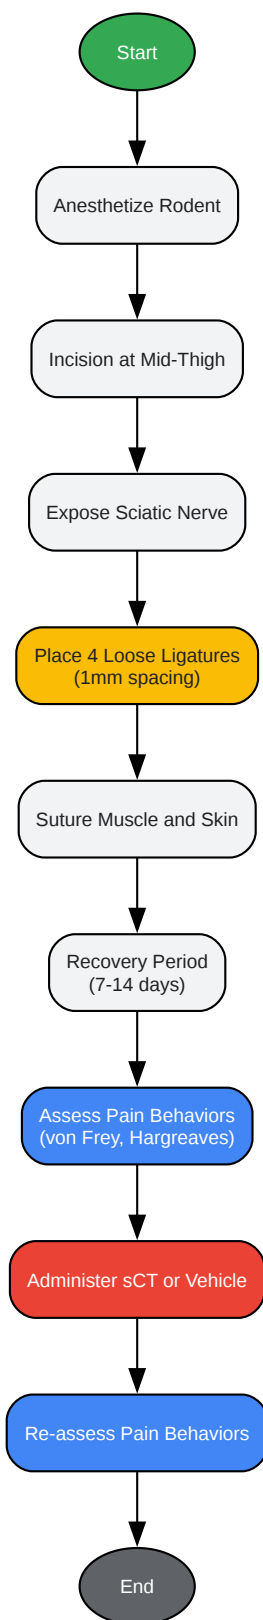 Start
Anesthetize Rodent
Incision at Mid-Thigh
Expose Sciatic Nerve
Place 4 Loose Ligatures
(1mm spacing)
Suture Muscle and Skin
Recovery Period
(7-14 days)
Assess Pain Behaviors
(von Frey, Hargreaves)
Administer sCT or Vehicle
Re-assess Pain Behaviors
End